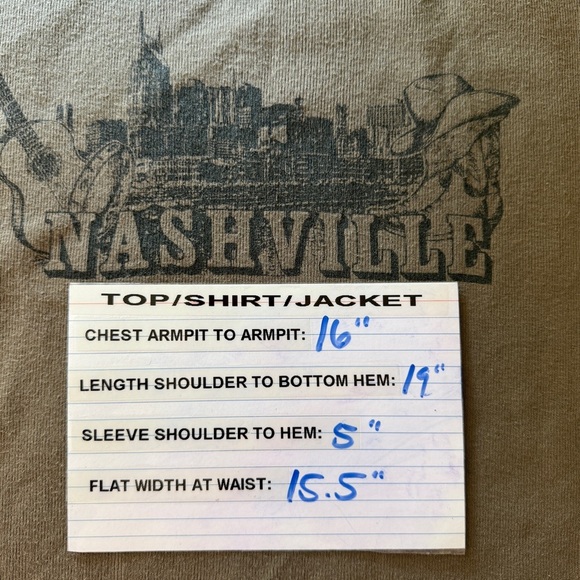 NASHVILLE
TOP/SHIRT/JACKET
CHEST ARMPIT TO ARMPIT: 16"
LENGTH SHOULDER TO BOTTOM HEM: 19"
SLEEVE SHOULDER TO HEM: 5"
FLAT WIDTH AT WAIST: 15.5"